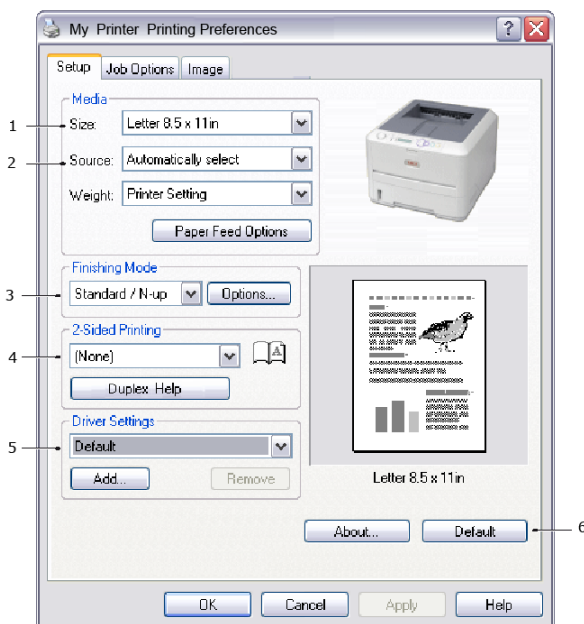 My Printer Printing Preferences
Setup Job Options Image
Media
1 Size: Letter 8.5 x 11in
2 Source: Automatically select
Weight: Printer Setting
Paper Feed Options
Finishing Mode
3 Standard / N-up Options...
2-Sided Printing
4 (None) A
Duplex Help
Driver Settings
5 Default
Add... Remove
Letter 8.5 x 11in
About... Default 6
OK Cancel Apply Help